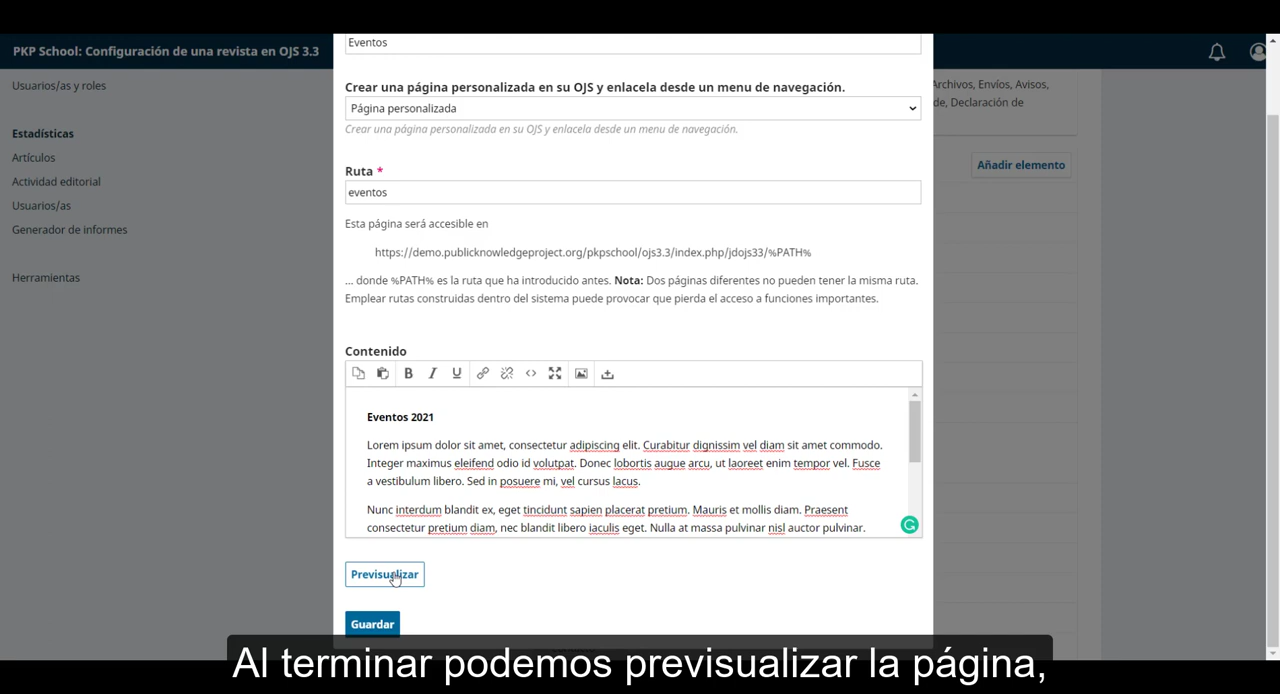 PKP School: Configuración de una revista en OJS 3.3
Usuarios/as y roles
Estadísticas
Artículos
Actividad editorial
Usuarios/as
Generador de informes
Herramientas
Eventos
Crear una página personalizada en su OJS y enlacela desde un menu de navegación.
Página personalizada
Crear una página personalizada en su OJS y enlacela desde un menu de navegación.
Ruta *
eventos
Esta página será accesible en
https://demo.publicknowledgeproject.org/pkpschool/ojs3.3/index.php/jdojs33/%PATH%
... donde %PATH% es la ruta que ha introducido antes. Nota: Dos páginas diferentes no pueden tener la misma ruta.
Emplear rutas construidas dentro del sistema puede provocar que pierda el acceso a funciones importantes.
Contenido
Eventos 2021
Lorem ipsum dolor sit amet, consectetur adipiscing elit. Curabitur dignissim vel diam sit amet commodo.
Integer maximus eleifend odio id volutpat. Donec lobortis augue arcu, ut laoreet enim tempor vel. Fusce
a vestibulum libero. Sed in posuere mi, vel cursus lacus.
Nunc interdum blandit ex, eget tincidunt sapien placerat pretium. Mauris et mollis diam. Praesent
consectetur pretium diam, nec blandit libero iaculis eget. Nulla at massa pulvinar nisl auctor pulvinar.
Previsualizar
Guardar
Archivos, Envíos, Avisos,
de, Declaración de
Añadir elemento
Al terminar podemos previsualizar la página,